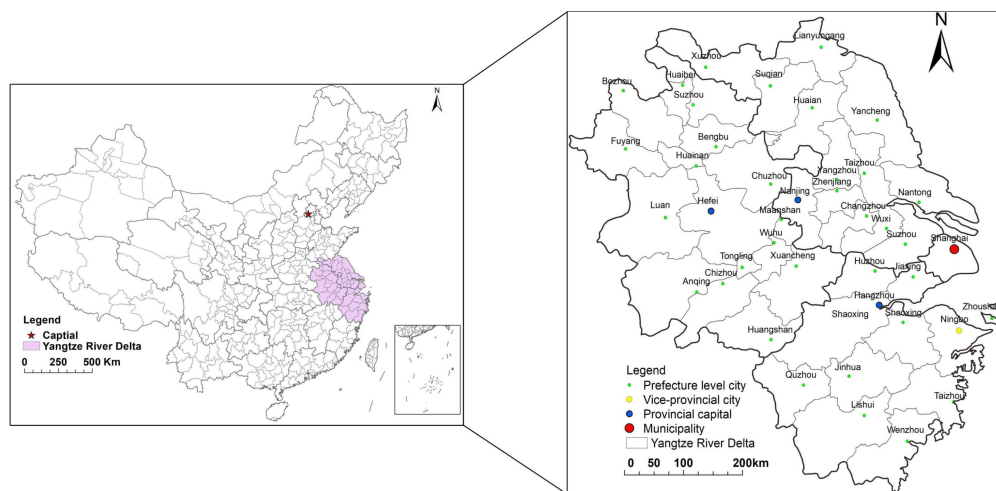 N
Legend
Captial
Yangtze River Delta
0 250 500 Km
N
Lianyungang
Xuzhou
Bozhou
Huaibei
Suqian
Suzhou
Huaian
Yancheng
Fuyang
Bengbu
Huainan
Taizhou
Chuzhou
Yangzhou
Zhenjiang
Nanjing
Nantong
Luan
Hefei
Maanshan
Changzhou
Wuxi
Wuhu
Suzhou
Shanghai
Tongling
Xuancheng
Huzhou
Jiaxing
Anqing
Chizhou
Hangzhou
Shaoxing
Shaoxing
Ningbo
Huangshan
Quzhou
Jinhua
Lishui
Taizhou
Wenzhou
Legend
Prefecture level city
Vice-provincial city
Provincial capital
Municipality
Yangtze River Delta
0 50 100 200km